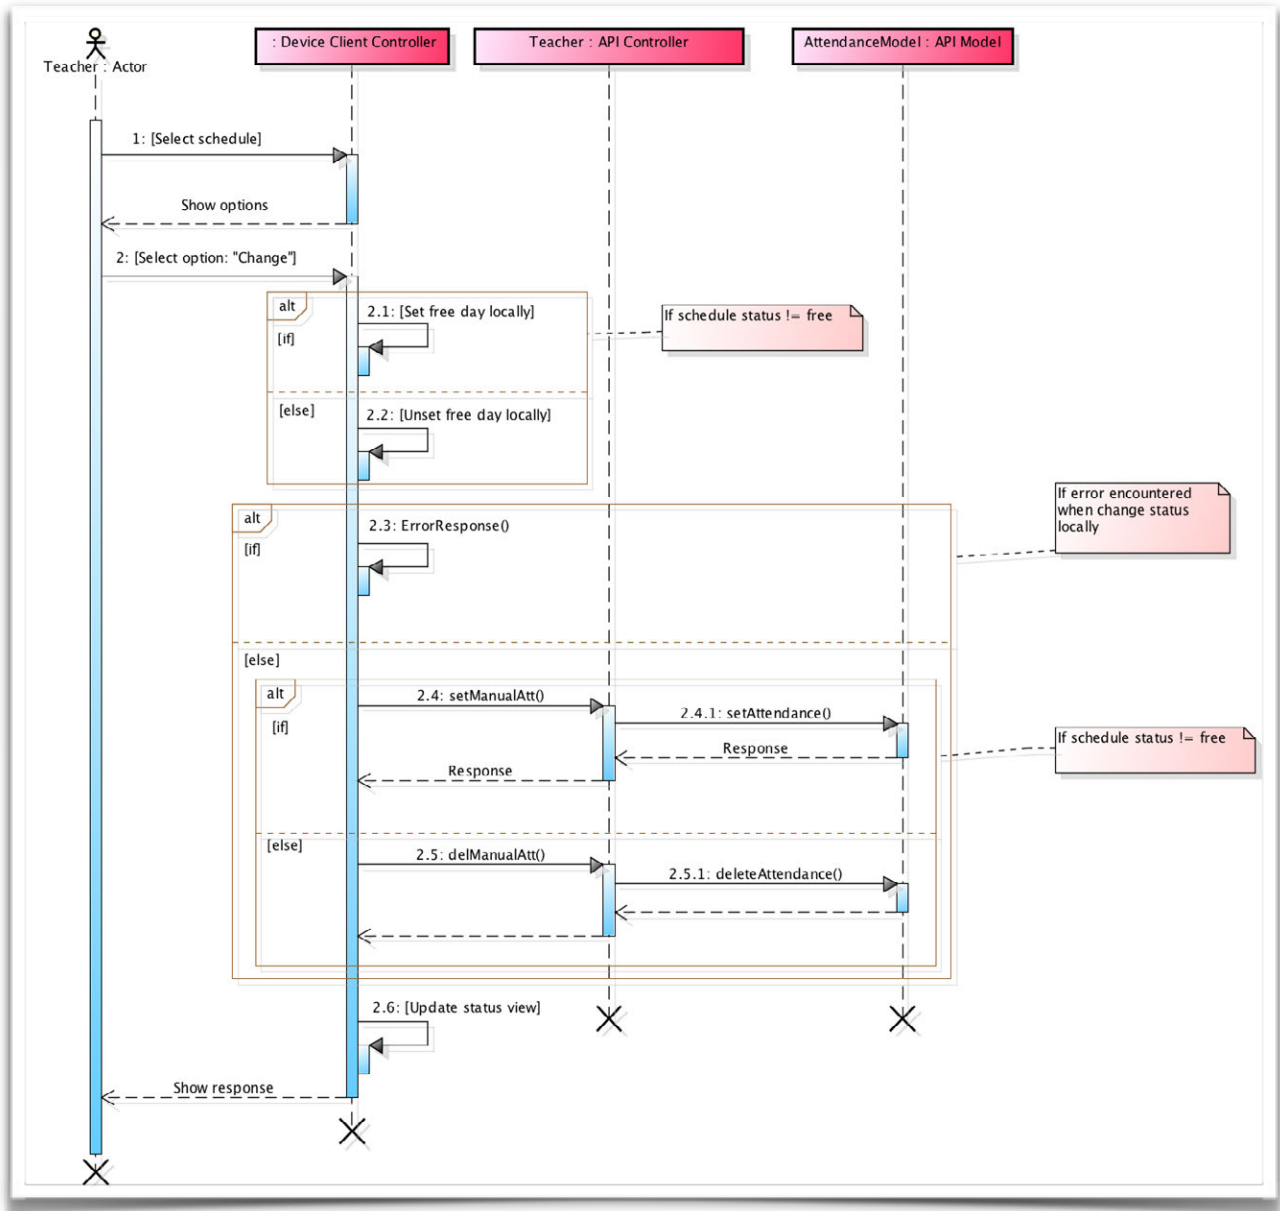 Teacher : Actor
: Device Client Controller
Teacher : API Controller
AttendanceModel : API Model
1: [Select schedule]
Show options
2: [Select option: "Change"]
alt
2.1: [Set free day locally]
[if]
If schedule status != free
[else]
2.2: [Unset free day locally]
If error encountered
when change status
locally
alt
2.3: ErrorResponse()
[if]
[else]
alt
2.4: setManualAtt()
2.4.1: setAttendance()
[if]
If schedule status != free
Response
Response
[else]
2.5: delManualAtt()
2.5.1: deleteAttendance()
2.6: [Update status view]
Show response